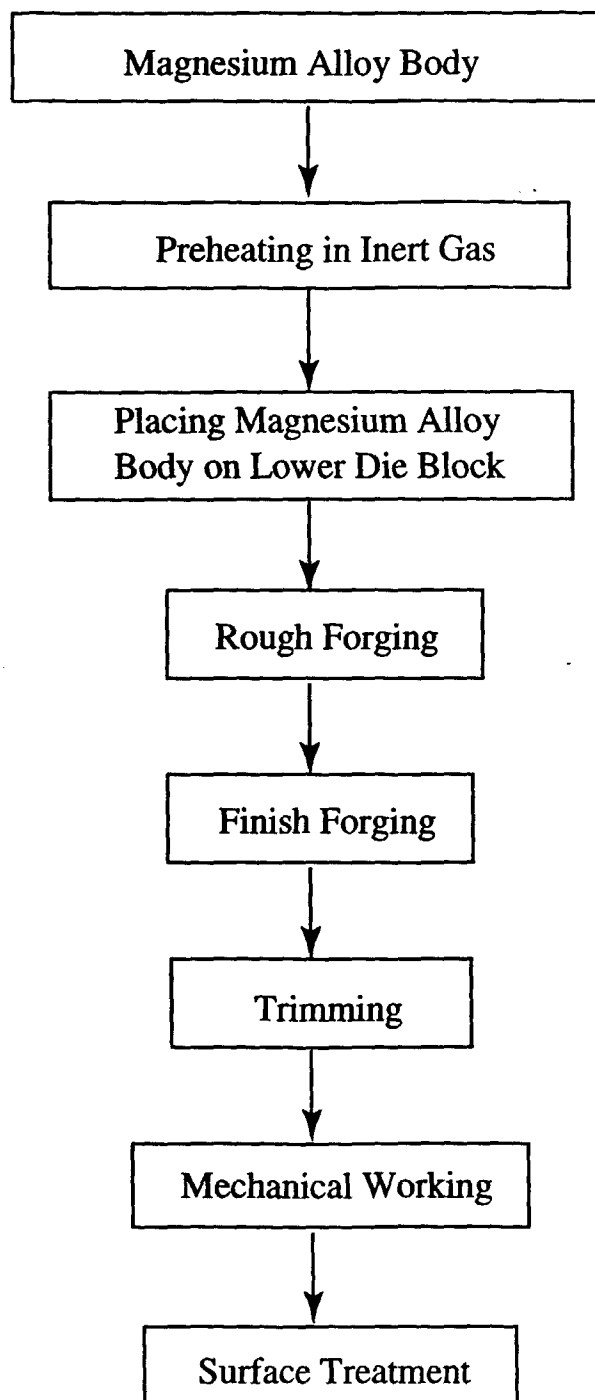 Magnesium Alloy Body
Preheating in Inert Gas
Placing Magnesium Alloy
Body on Lower Die Block
Rough Forging
Finish Forging
Trimming
Mechanical Working
Surface Treatment